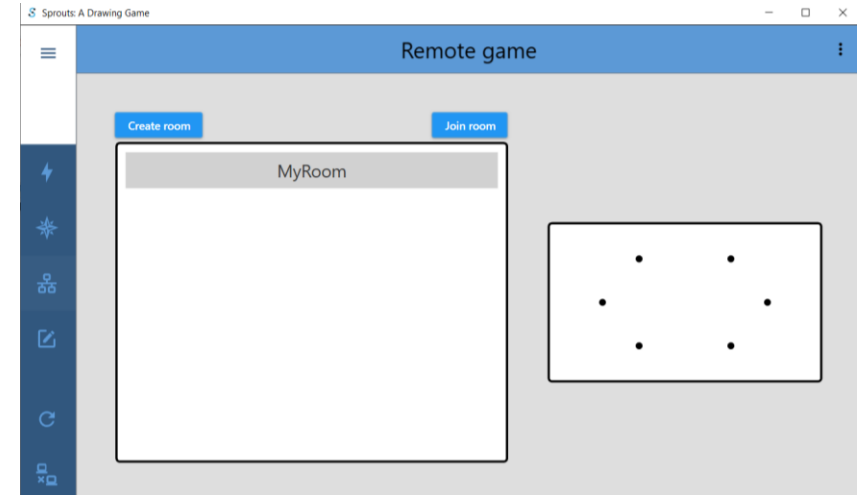 Sprouts: A Drawing Game
Remote game
Create room
Join room
MyRoom